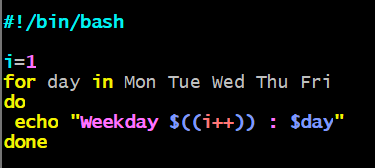 #!/bin/bash
i=1
for day in Mon Tue Wed Thu Fri
do
 echo "Weekday $((i++)) : $day"
done